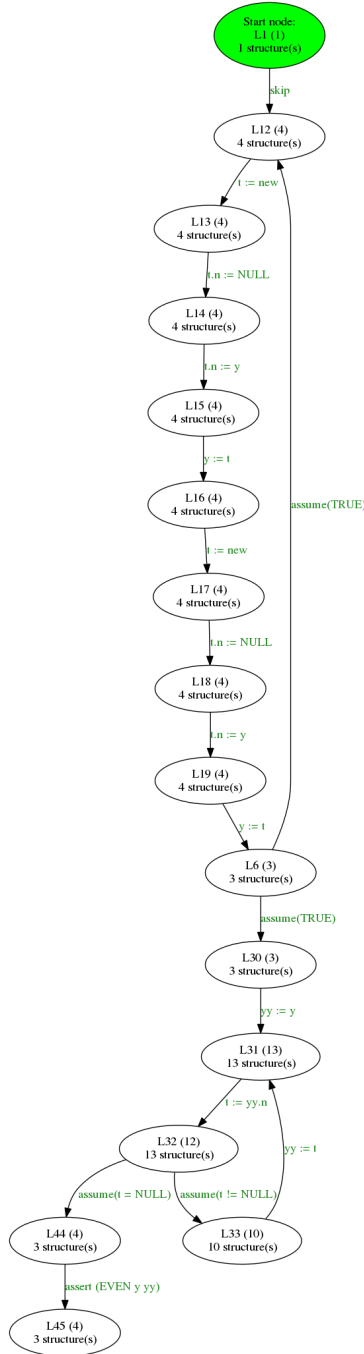 Start node:
L1 (1)
1 structure(s)
skip
L12 (4)
4 structure(s)
t := new
L13 (4)
4 structure(s)
t.n := NULL
L14 (4)
4 structure(s)
t.n := y
L15 (4)
4 structure(s)
y := t
L16 (4)
4 structure(s)
assume(TRUE)
t := new
L17 (4)
4 structure(s)
t.n := NULL
L18 (4)
4 structure(s)
t.n := y
L19 (4)
4 structure(s)
y := t
L6 (3)
3 structure(s)
assume(TRUE)
L30 (3)
3 structure(s)
yy := y
L31 (13)
13 structure(s)
t := yy.n
L32 (12)
13 structure(s)
yy := t
assume(t = NULL)
assume(t != NULL)
L44 (4)
3 structure(s)
L33 (10)
10 structure(s)
assert (EVEN y yy)
L45 (4)
3 structure(s)